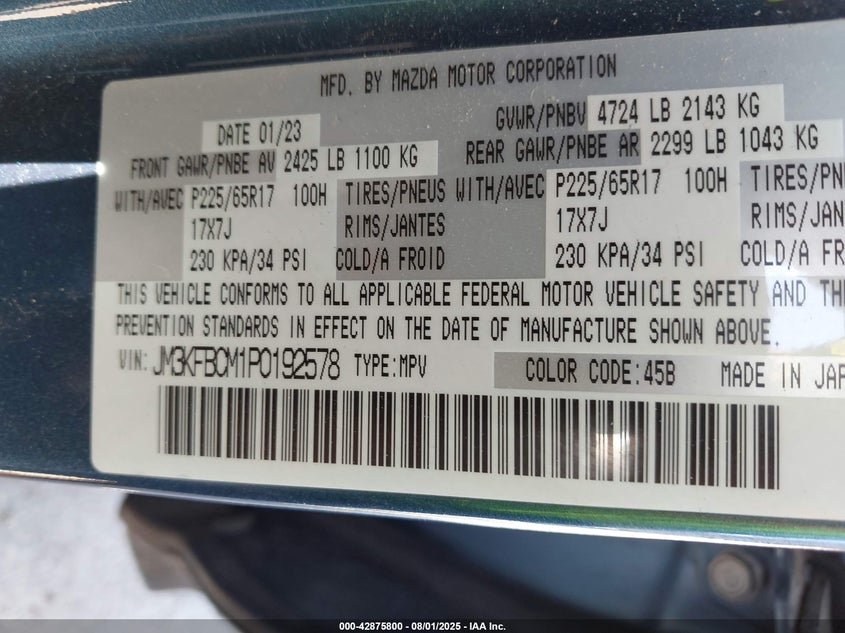 MFD. BY MAZDA MOTOR CORPORATION
DATE 01/23 GVWR/PNBV 4724 LB 2143 KG
FRONT GAWR/PNBE AV 2425 LB 1100 KG REAR GAWR/PNBE AR 2299 LB 1043 KG
WITH/AVEC P225/65R17 100H TIRES/PNEUS WITH/AVEC P225/65R17 100H
17X7J RIMS/JANTES 17X7J
230 KPA/34 PSI COLD/A FROID 230 KPA/34 PSI COLD/A FROID
THIS VEHICLE CONFORMS TO ALL APPLICABLE FEDERAL MOTOR VEHICLE SAFETY AND
PREVENTION STANDARDS IN EFFECT ON THE DATE OF MANUFACTURE SHOWN ABOVE.
VIN: JM3KFBCM1P0192578 TYPE:MPV COLOR CODE:45B MADE IN
000-42875800 - 08/01/2025 - IAA Inc.